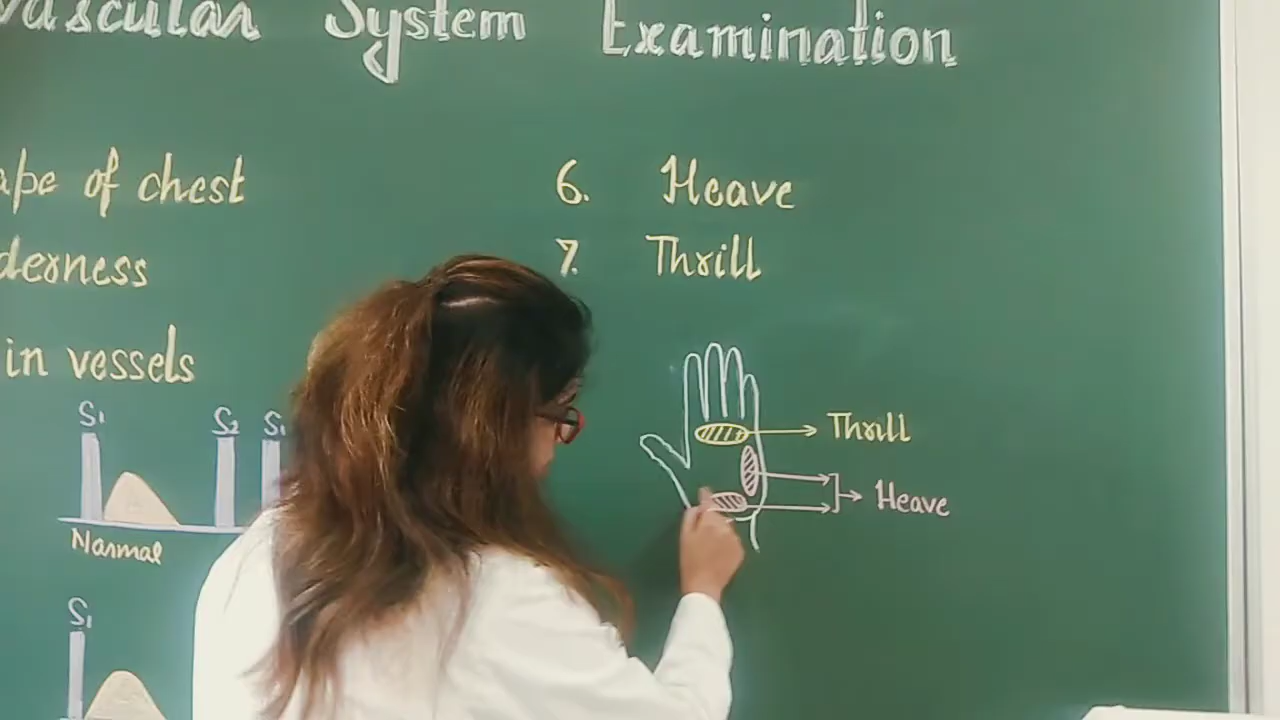 vascular System Examination
ape of chest
derness
in vessels
6. Heave
7. Thrill
S1 S2 S1
Normal
S1
Thrill
Heave